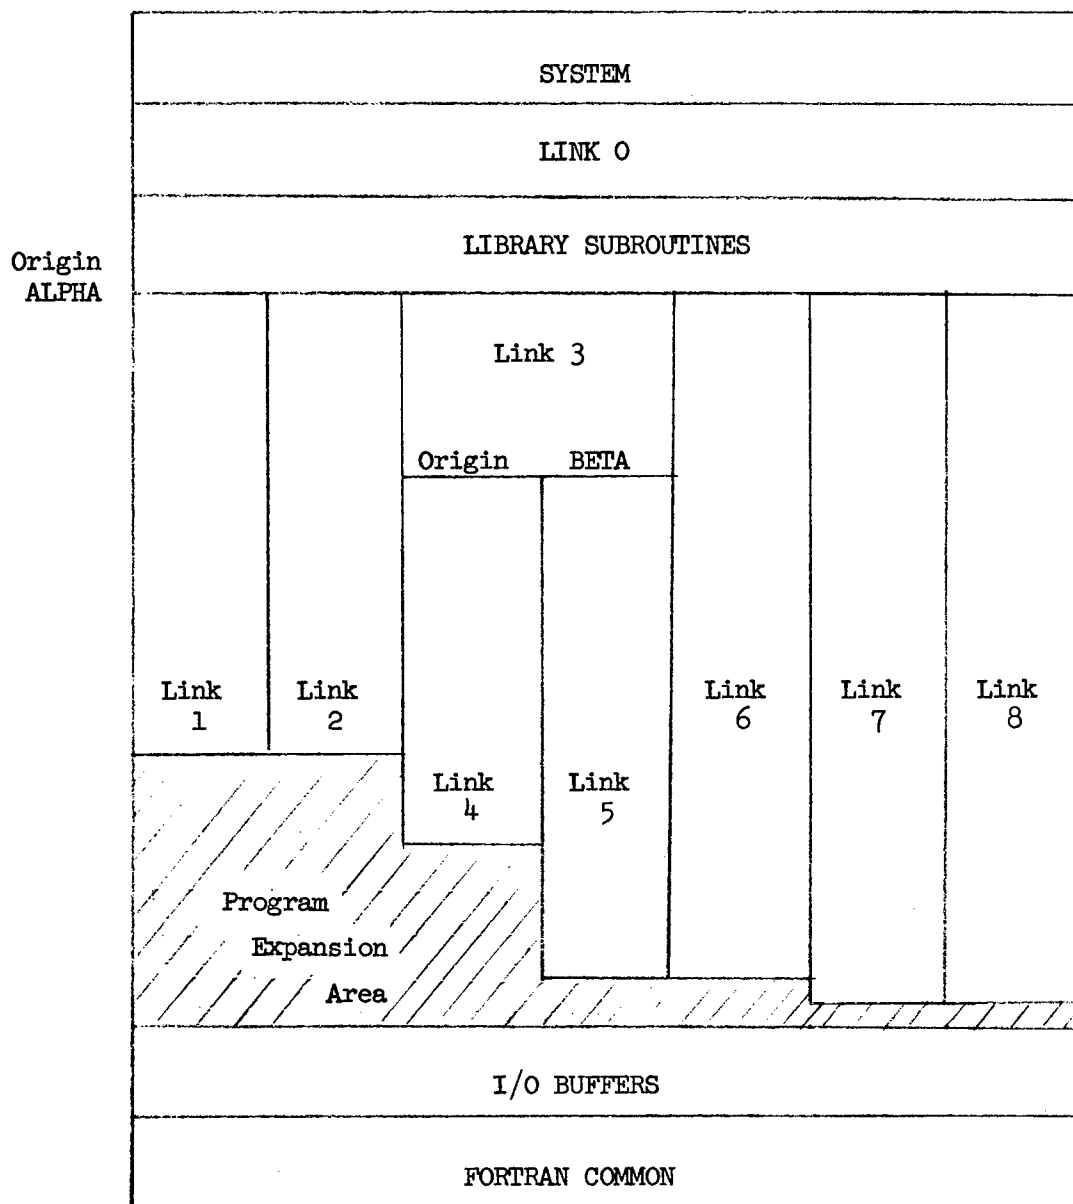 SYSTEM
LINK 0
LIBRARY SUBROUTINES
Origin
ALPHA
Link 3
Origin BETA
Link
1
Link
2
Link
4
Link
5
Link
6
Link
7
Link
8
Program
Expansion
Area
I/O BUFFERS
FORTRAN COMMON